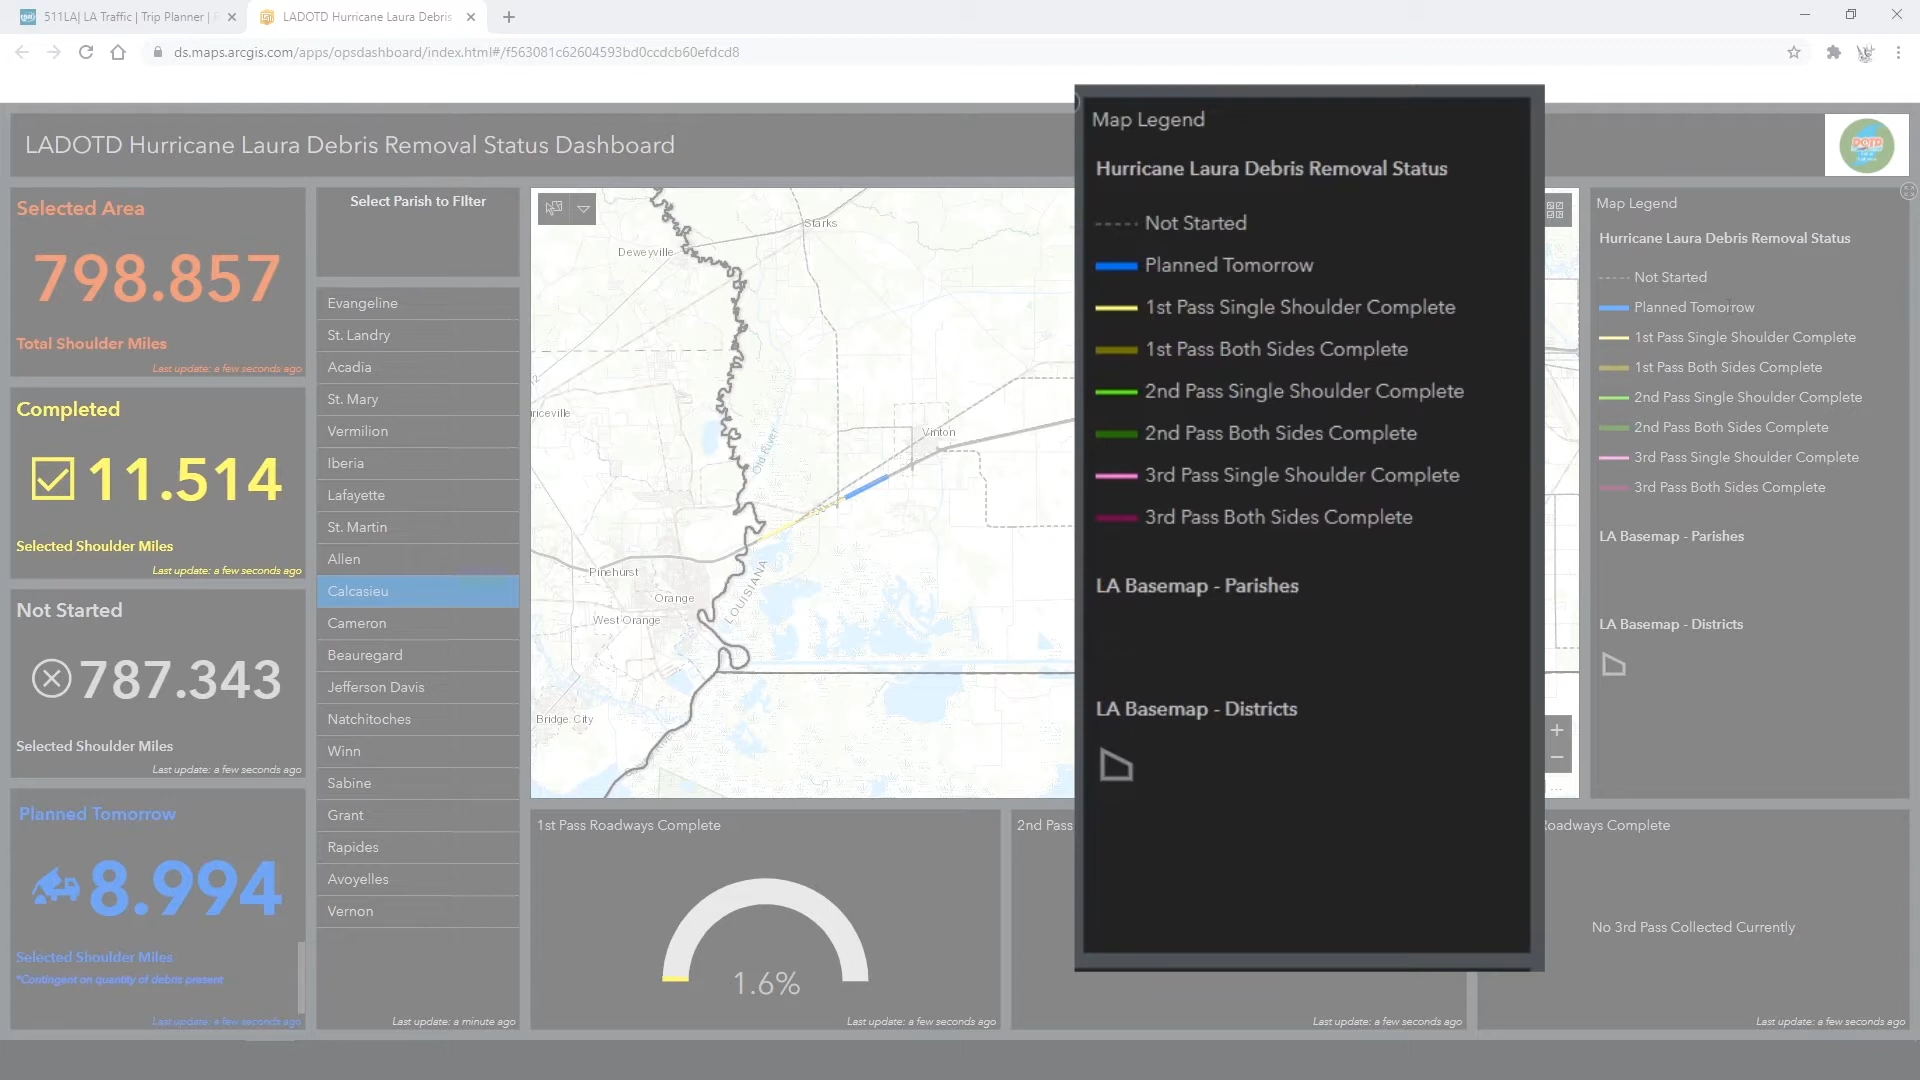 511LA| LA Traffic | Trip Planner |
LADOTD Hurricane Laura Debris
ds.maps.arcgis.com/apps/opsdashboard/index.html#/f563081c62604593bd0ccdcb60efdcd8
LADOTD Hurricane Laura Debris Removal Status Dashboard
DOTD
Selected Area
798.857
Total Shoulder Miles
Last update: a few seconds ago
Completed
11.514
Selected Shoulder Miles
Last update: a few seconds ago
Not Started
787.343
Selected Shoulder Miles
Last update: a few seconds ago
Planned Tomorrow
8.994
Selected Shoulder Miles
*Contingent on quantity of debris present
Last update: a few seconds ago
Select Parish to Filter
Evangeline
St. Landry
Acadia
St. Mary
Vermilion
Iberia
Lafayette
St. Martin
Allen
Calcasieu
Cameron
Beauregard
Jefferson Davis
Natchitoches
Winn
Sabine
Grant
Rapides
Avoyelles
Vernon
Last update: a minute ago
Starks
Deweyville
riceville
Vinton
Old River
LOUISIANA
Pinehurst
Orange
West Orange
Bridge City
Map Legend
Hurricane Laura Debris Removal Status
Not Started
Planned Tomorrow
1st Pass Single Shoulder Complete
1st Pass Both Sides Complete
2nd Pass Single Shoulder Complete
2nd Pass Both Sides Complete
3rd Pass Single Shoulder Complete
3rd Pass Both Sides Complete
LA Basemap - Parishes
LA Basemap - Districts
Map Legend
Hurricane Laura Debris Removal Status
Not Started
Planned Tomorrow
1st Pass Single Shoulder Complete
1st Pass Both Sides Complete
2nd Pass Single Shoulder Complete
2nd Pass Both Sides Complete
3rd Pass Single Shoulder Complete
3rd Pass Both Sides Complete
LA Basemap - Parishes
LA Basemap - Districts
1st Pass Roadways Complete
1.6%
Last update: a few seconds ago
2nd Pass
Last update: a few seconds ago
Roadways Complete
No 3rd Pass Collected Currently
Last update: a few seconds ago